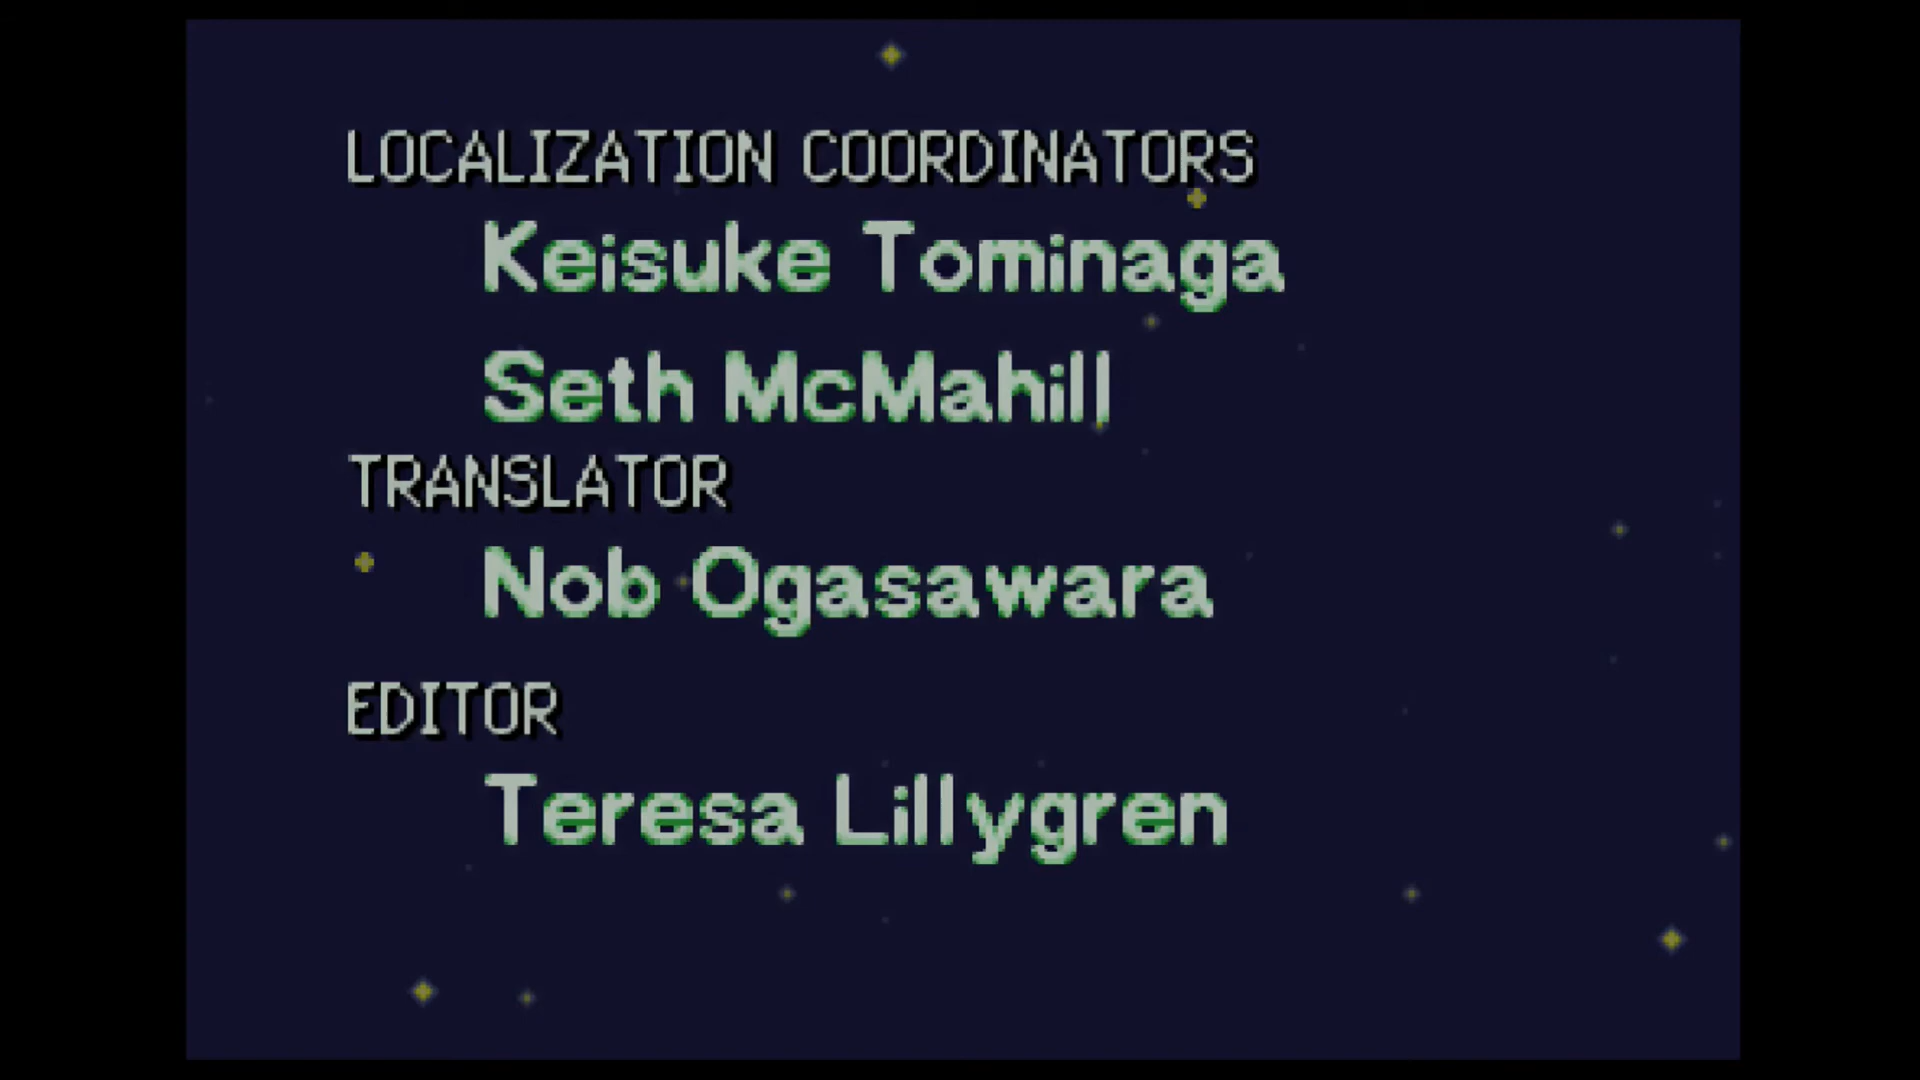 LOCALIZATION COORDINATORS
Keisuke Tominaga
Seth McMahill
TRANSLATOR
Nob Ogasawara
EDITOR
Teresa Lillygren